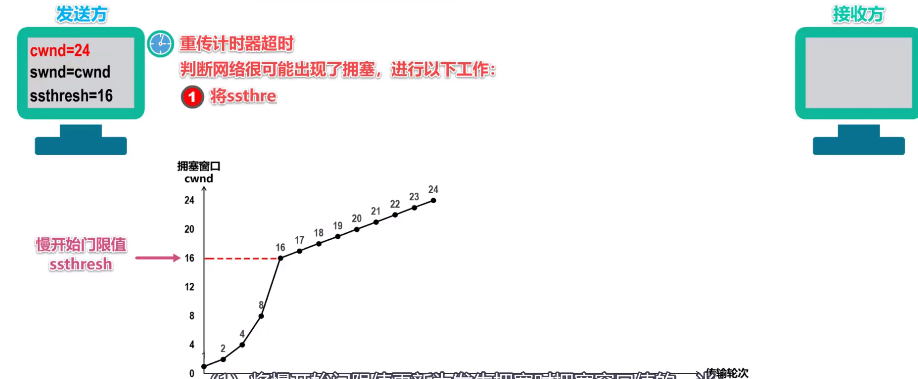 发送方
接收方
cwnd=24
swnd=cwnd
ssthresh=16
重传计时器超时
判断网络很可能出现了拥塞，进行以下工作：
1 将ssthre
拥塞窗口
cwnd
24
20
16
12
8
4
0
慢开始门限值
ssthresh
1
2
4
8
16
17
18
19
20
21
22
23
24
传输轮次